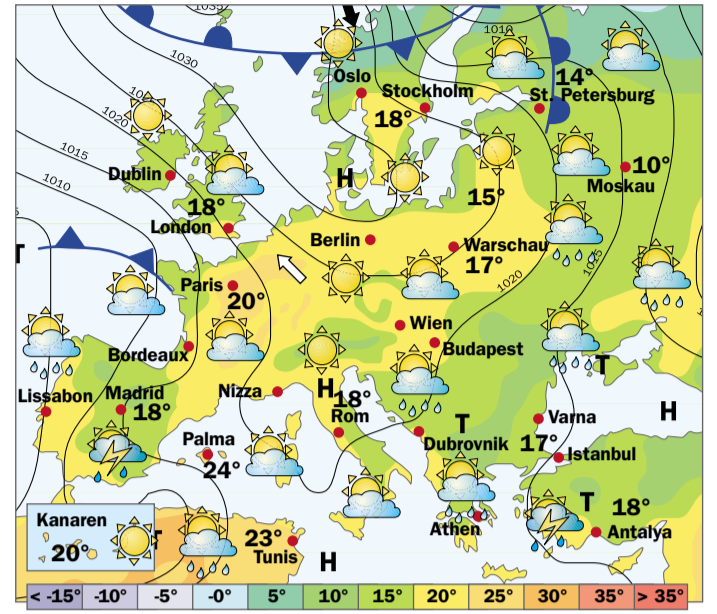 1035
1010
1030
Oslo
14°
Stockholm
St. Petersburg
1020
18°
1015
10°
Dublin
1010
H
Moskau
18°
15°
London
Berlin
Warschau
T
17°
1020
Paris
20°
Wien
Budapest
Bordeaux
T
Nizza
H
18°
Lissabon
Madrid
18°
Rom
H
T
Varna
Palma
Dubrovnik
17°
Istanbul
24°
T
18°
Kanaren
20°
T
23°
Tunis
Athen
Antalya
H
< -15°
-10°
-5°
-0°
5°
10°
15°
20°
25°
30°
35°
> 35°